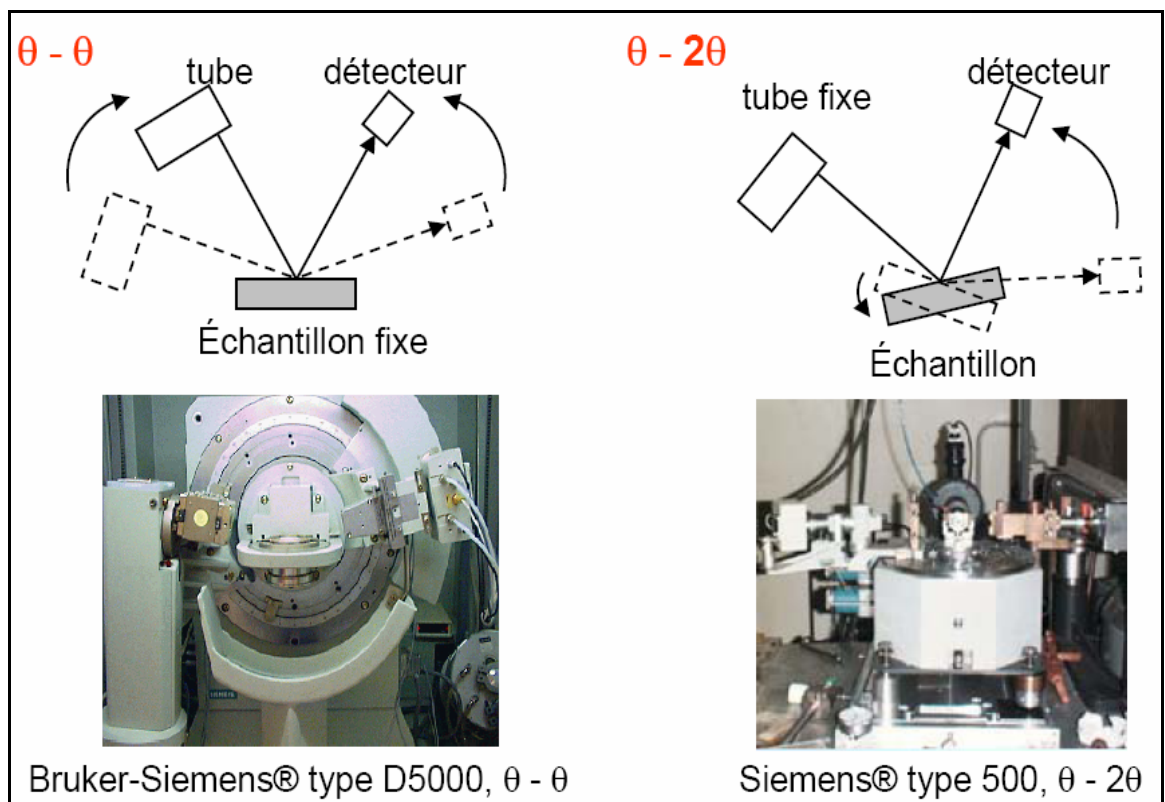 θ - θ
tube
détecteur
Échantillon fixe
θ - 2θ
tube fixe
détecteur
Échantillon
Bruker-Siemens® type D5000, θ - θ
Siemens® type 500, θ - 2θ